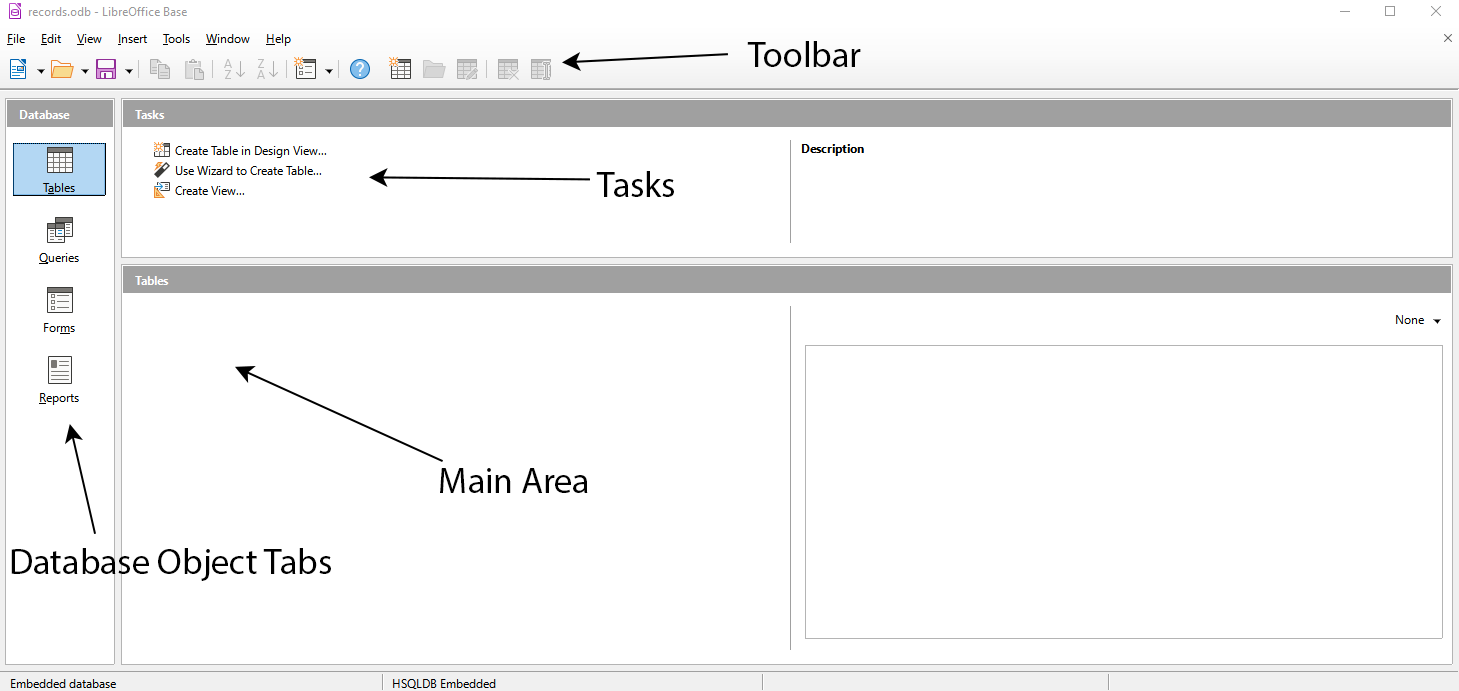 records.odb - LibreOffice Base
File Edit View Insert Tools Window Help
Toolbar
Database
Tasks
Create Table in Design View...
Use Wizard to Create Table...
Create View...
Description
Tasks
Tables
Queries
Forms
Reports
Tables
None
Main Area
Database Object Tabs
Embedded database
HSQLDB Embedded